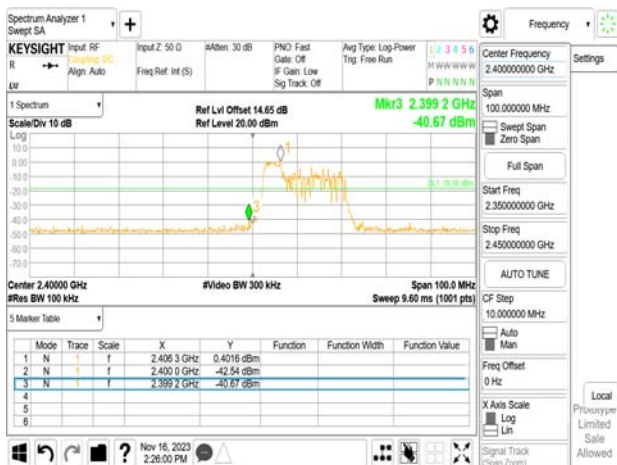 Spectrum Analyzer 1
Swept SA
Frequency
KEYSIGHT
R
Input: RF
Coupling: DC
Align: Auto
Input Z: 50 Ω
Freq Ref: Int (S)
#Atten: 30 dB
PNO: Fast
Gate: Off
IF Gain: Low
Sig Track: Off
Avg Type: Log-Power
Trig: Free Run
1 2 3 4 5 6
M W W W W W
P N N N N N
1 Spectrum
Scale/Div 10 dB
Ref Lvl Offset 14.65 dB
Ref Level 20.00 dBm
Mkr3 2.399 2 GHz
-40.67 dBm
Log
10.0
0.00
-10.0
-20.0
-30.0
-40.0
-50.0
-60.0
-70.0
1
3
Center 2.40000 GHz
#Res BW 100 kHz
#Video BW 300 kHz
Span 100.0 MHz
Sweep 9.60 ms (1001 pts)
5 Marker Table
Mode Trace Scale X Y Function Function Width Function Value
1 N 1 f 2.406 3 GHz 0.4016 dBm
2 N 1 f 2.400 0 GHz -42.54 dBm
3 N 1 f 2.399 2 GHz -40.67 dBm
4
5
6
?
Nov 16, 2023
2:26:00 PM
Center Frequency
2.400000000 GHz
Span
100.000000 MHz
Swept Span
Zero Span
Full Span
Start Freq
2.350000000 GHz
Stop Freq
2.450000000 GHz
AUTO TUNE
CF Step
10.000000 MHz
Auto
Man
Freq Offset
0 Hz
X Axis Scale
Log
Lin
Signal Track
(Span Zoom)
Settings
Local
Prototype
Limited
Sale
Allowed